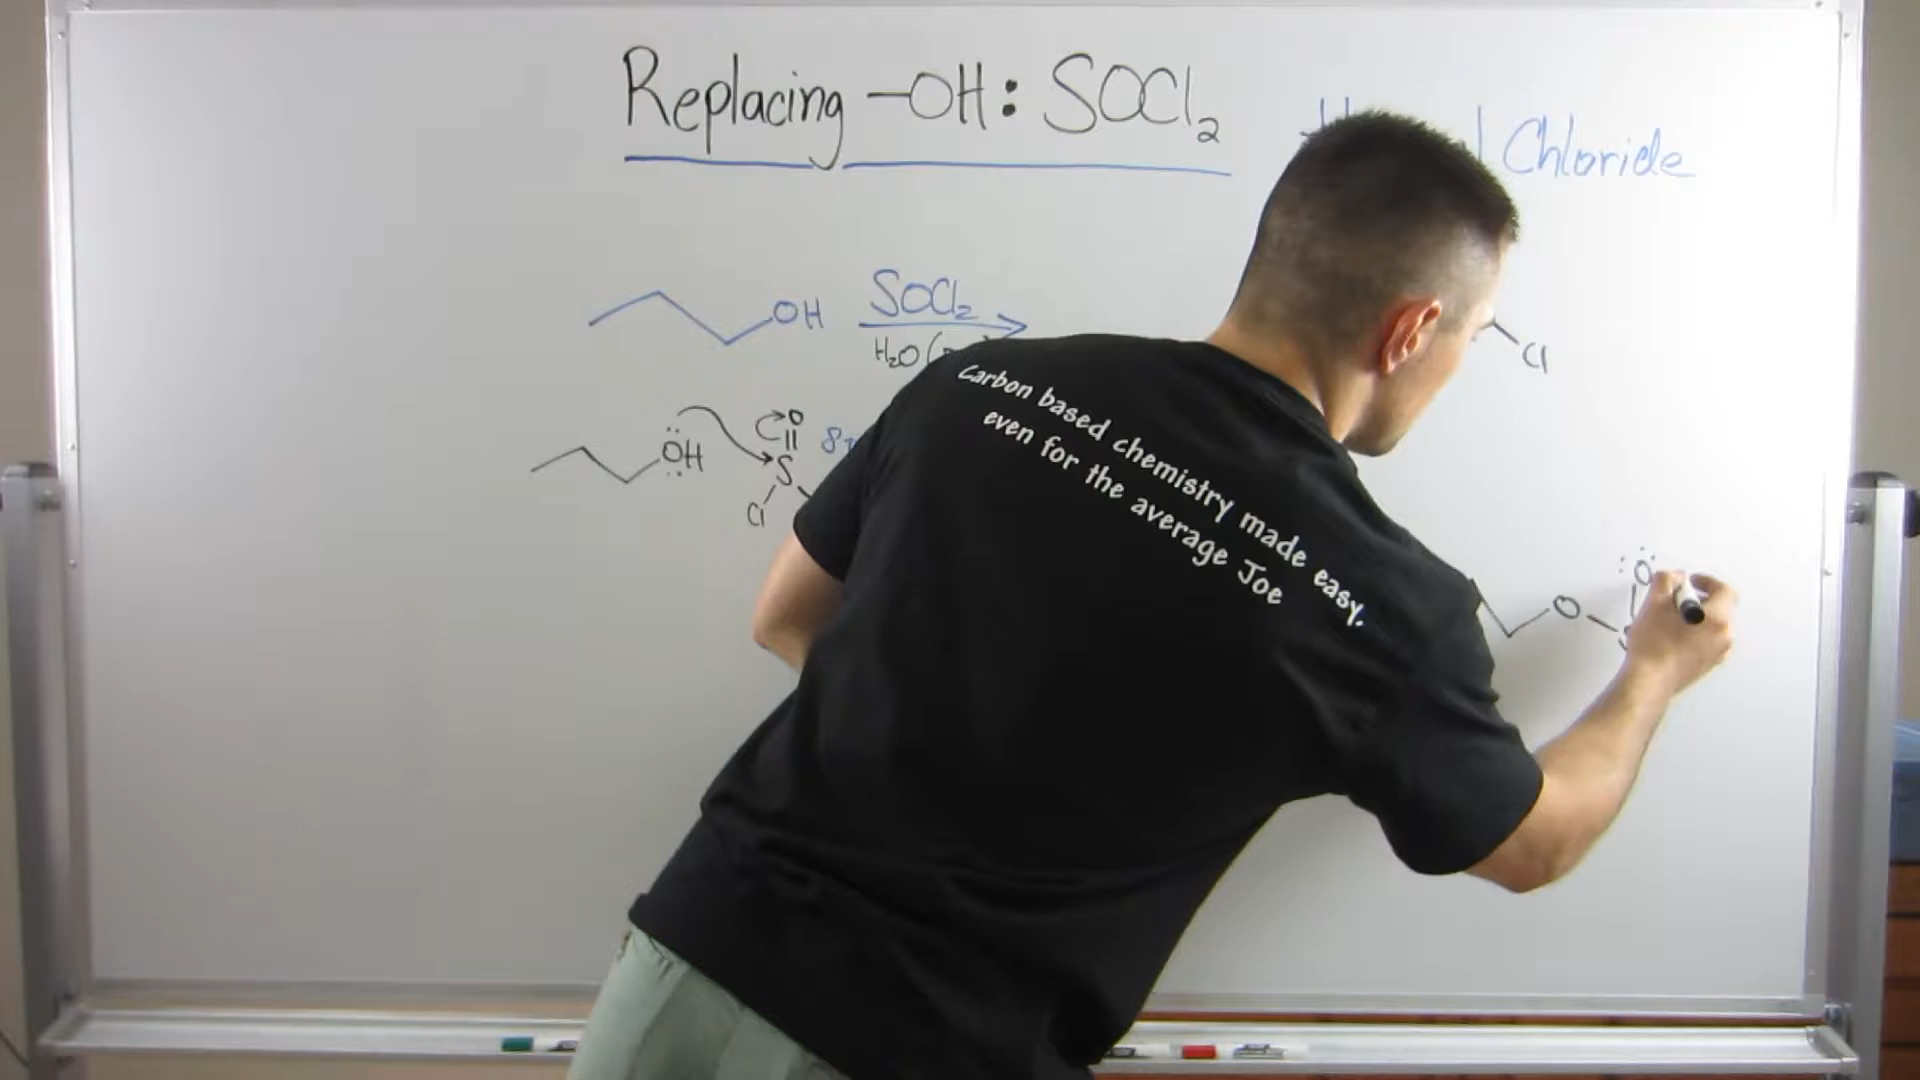 Replacing -OH: SOCl₂
Chloride
OH
SOCl₂
H₂O
Cl
O
OH
S
Cl
O
O
Carbon based chemistry made easy.
even for the average Joe